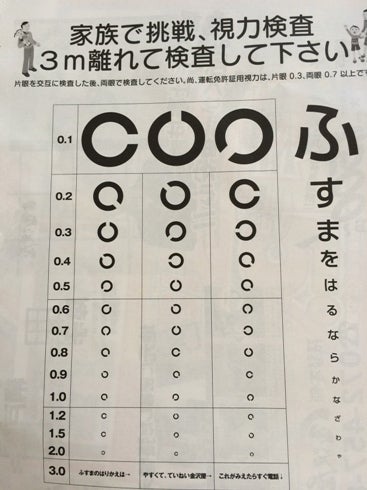 家族で挑戦、視力検査
3m離れて検査して下さい
片眼を交互に検査した後、両眼で検査してください。尚、運転免許証用視力は、片眼 0.3、両眼 0.7 以上で
0.1
0.2
0.3
0.4
0.5
0.6
0.7
0.8
0.9
1.0
1.2
1.5
2.0
3.0 ふすまのはりかえは→ やすくて、ていねい金沢屋→ これがみえたらすぐ電話↓
ふすまをはるならかなざわや